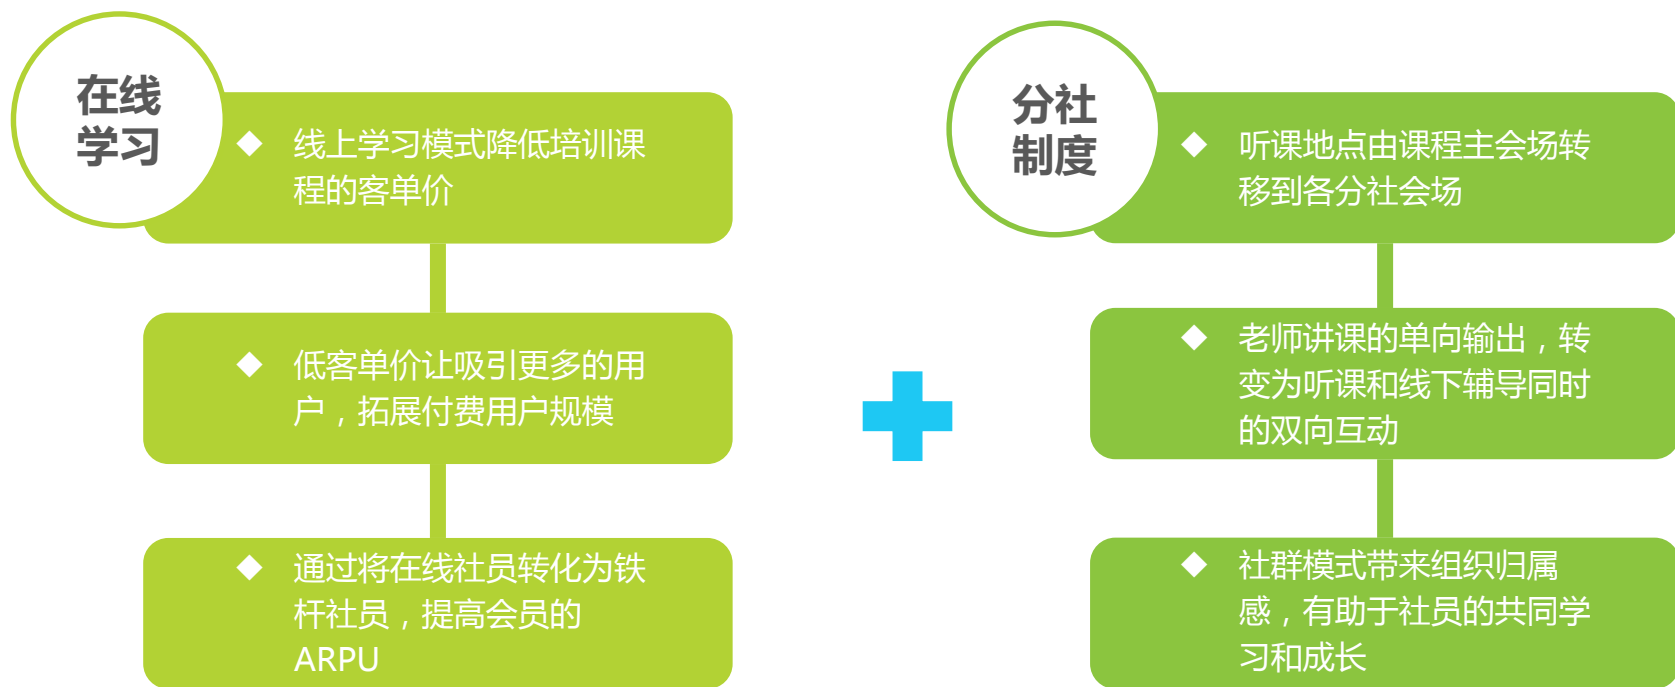 在线
学习
线上学习模式降低培训课
程的客单价
低客单价让吸引更多的用
户，拓展付费用户规模
通过将在线社员转化为铁
杆社员，提高会员的
ARPU
分社
制度
听课地点由课程主会场转
移到各分社会场
老师讲课的单向输出，转
变为听课和线下辅导同时
的双向互动
社群模式带来组织归属
感，有助于社员的共同学
习和成长